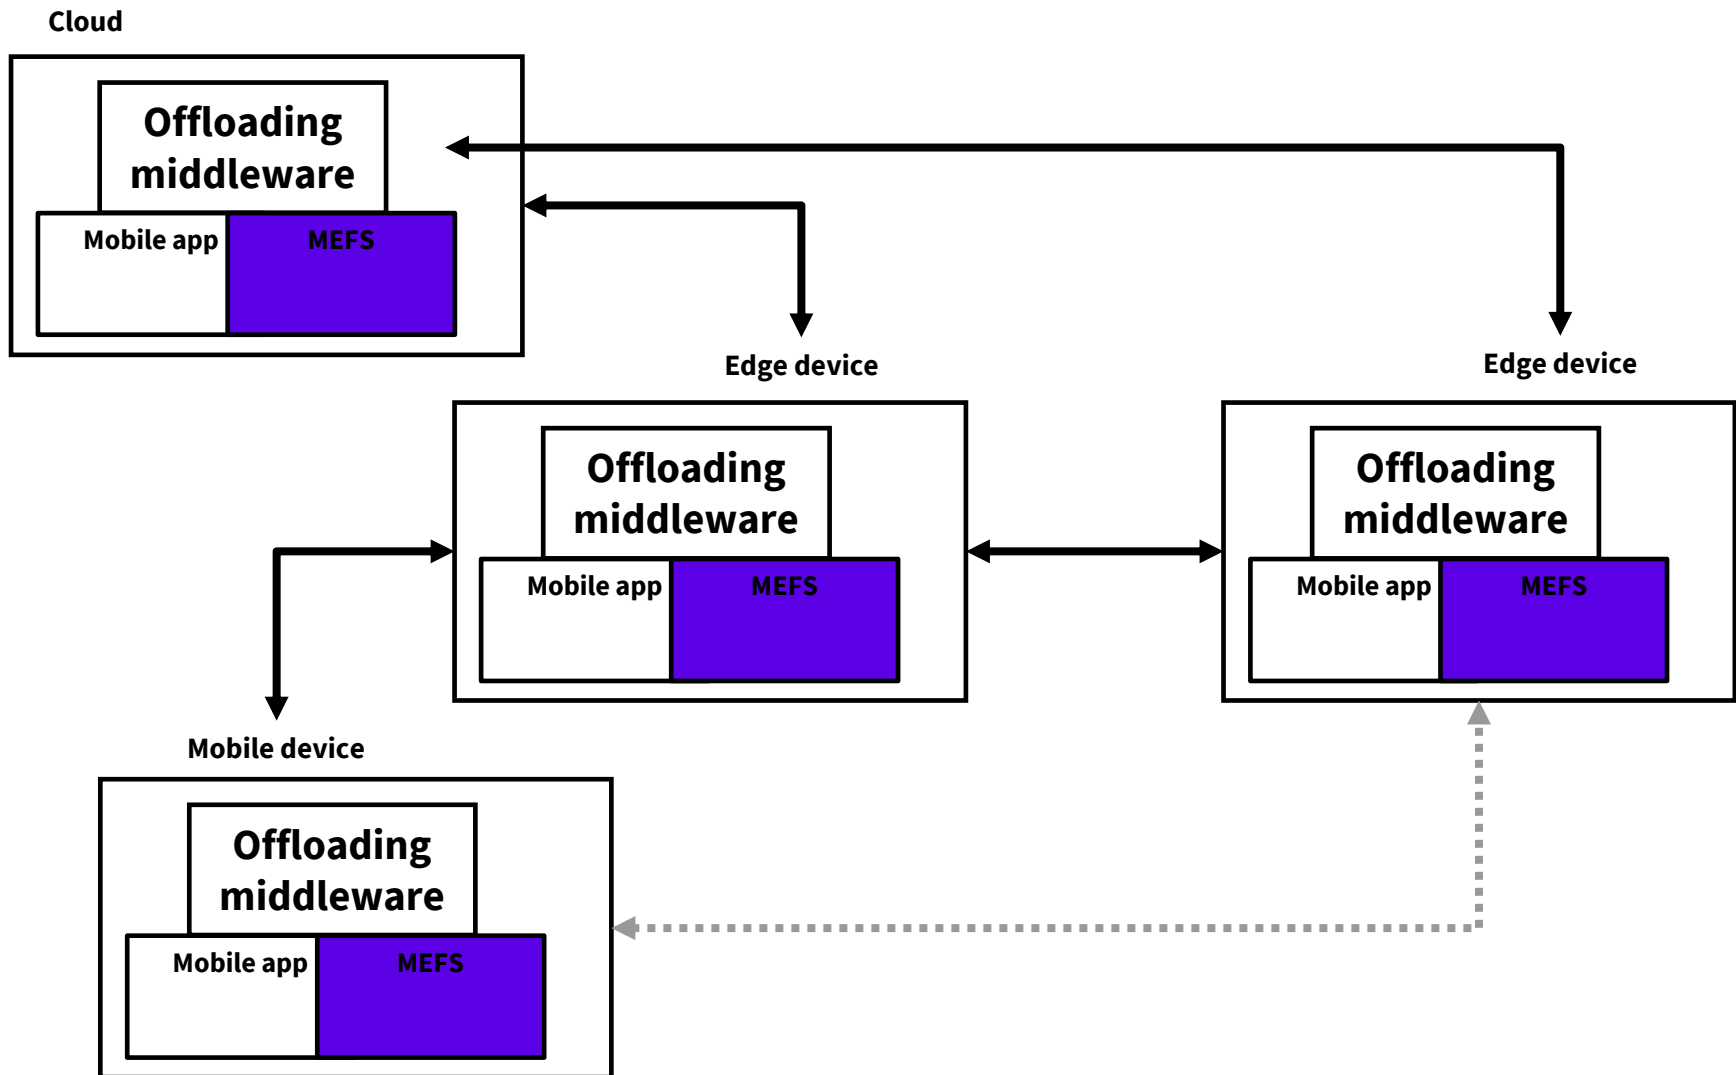 Cloud
Offloading
middleware
Mobile app
MEFS
Edge device
Offloading
middleware
Mobile app
MEFS
Edge device
Offloading
middleware
Mobile app
MEFS
Mobile device
Offloading
middleware
Mobile app
MEFS